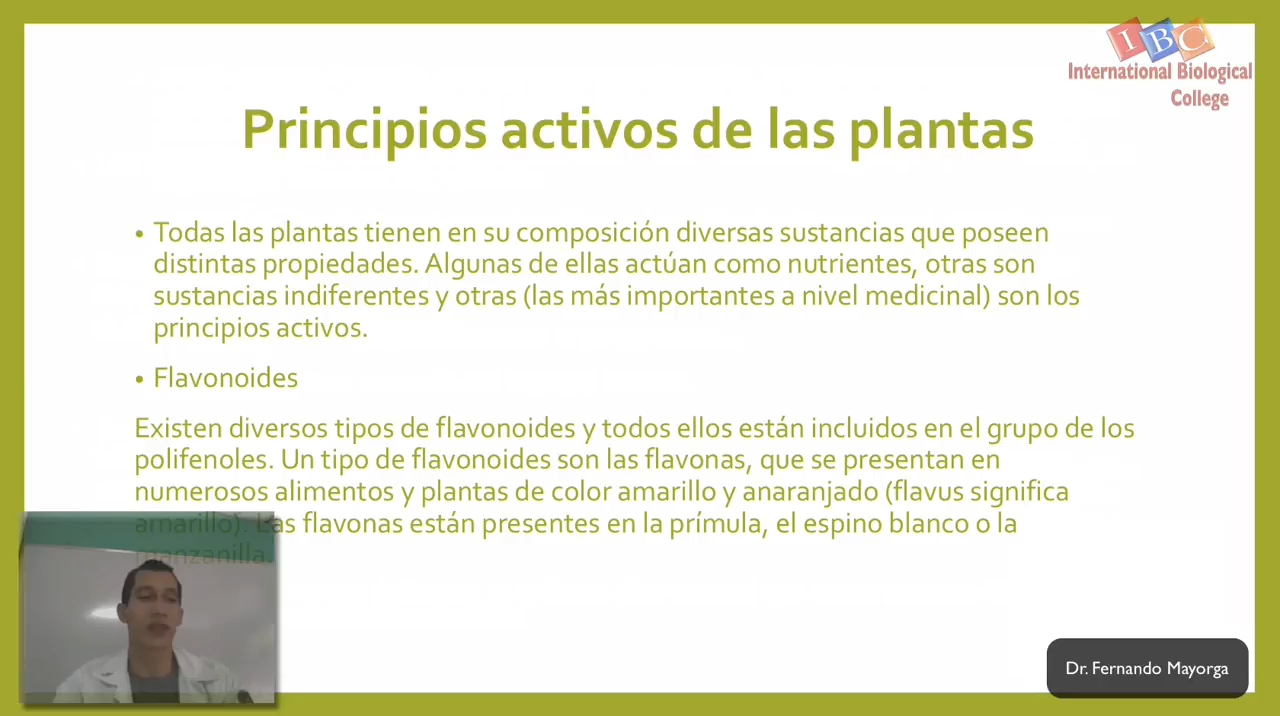 IBC
International Biological
College
Principios activos de las plantas
• Todas las plantas tienen en su composición diversas sustancias que poseen
distintas propiedades. Algunas de ellas actúan como nutrientes, otras son
sustancias indiferentes y otras (las más importantes a nivel medicinal) son los
principios activos.
• Flavonoides
Existen diversos tipos de flavonoides y todos ellos están incluidos en el grupo de los
polifenoles. Un tipo de flavonoides son las flavonas, que se presentan en
numerosos alimentos y plantas de color amarillo y anaranjado (flavus significa
amarillo). Las flavonas están presentes en la prímula, el espino blanco o la
manzanilla.
Dr. Fernando Mayorga